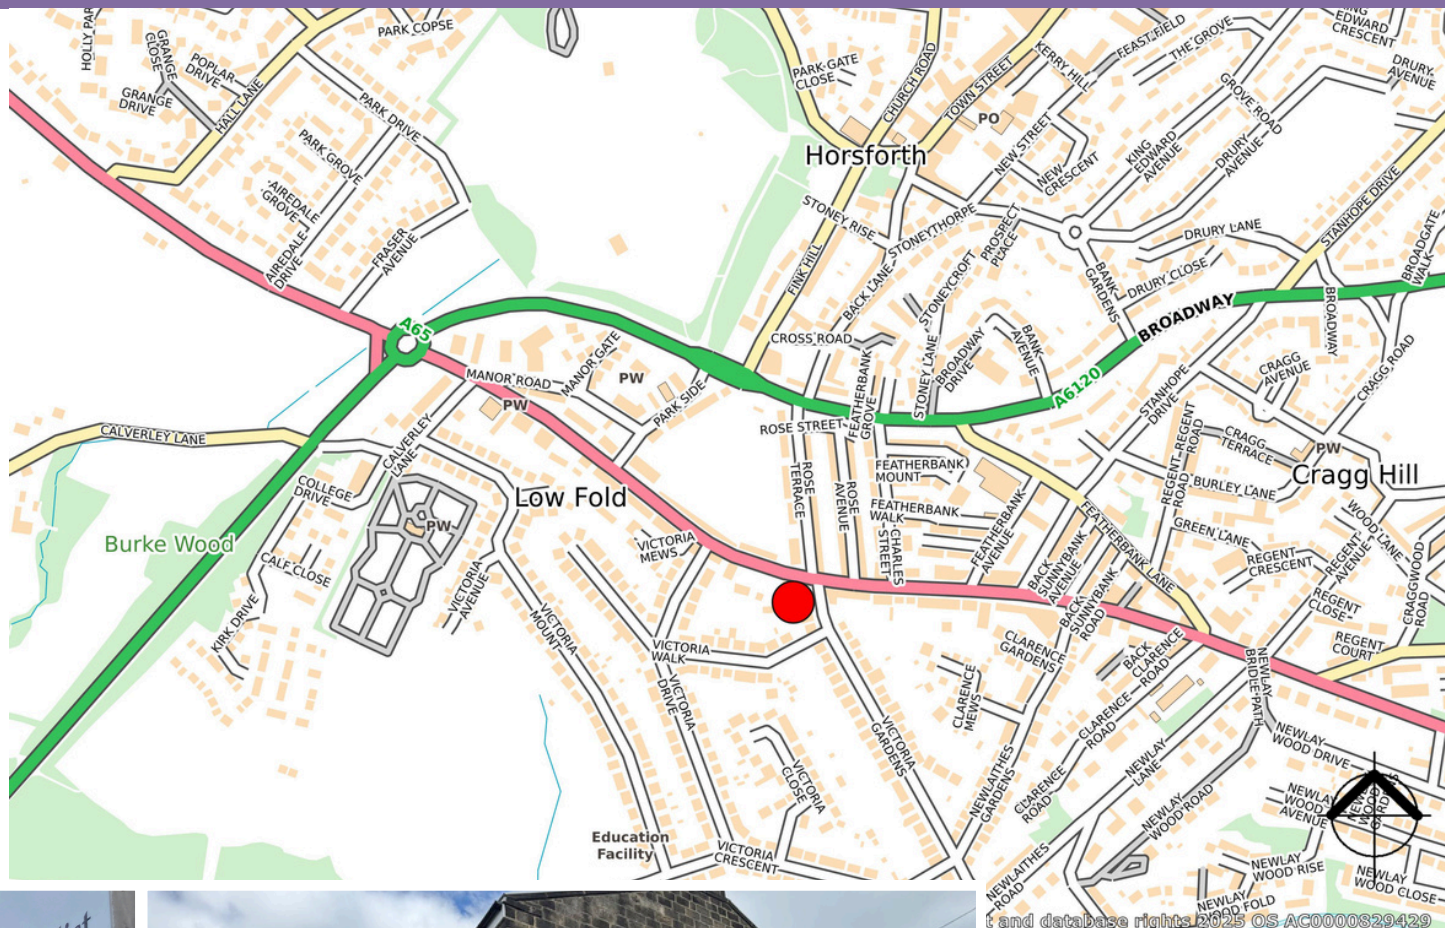 HOLLY PAR
GRANGE
CLOSE
POPLAR
DRIVE
GRANGE
DRIVE
HALL LANE
PARK COPSE
PARK DRIVE
PARK GROVE
AIREDALE
GROVE
AIREDALE
DRIVE
FRASER
AVENUE
PARK GATE
CLOSE
CHURCH ROAD
TOWN STREET
KERRY HILL
FEAST FIELD
THE GROVE
EDWARD
CRESCENT
DRURY
AVENUE
GROVE ROAD
PO
Horsforth
NEW STREET
NEW
CRESCENT
KING
EDWARD
AVENUE
DRURY
AVENUE
STANHOPE DRIVE
STONEY RISE
STONEYTHORPE
PROSPECT
PLACE
DRURY LANE
BROADGATE
WALK
FINK HILL
BACK LANE
STONEYCROFT
BANK
GARDENS
DRURY CLOSE
BROADWAY
BROADWAY
A65
CROSS ROAD
STONEY LANE
BROADWAY
DRIVE
BANK
AVENUE
A6120
STANHOPE
DRIVE
CRAGG
AVENUE
CRAGG ROAD
MANOR ROAD
MANOR GATE
PW
PW
PARK SIDE
ROSE STREET
FEATHERBANK
GROVE
CALVERLEY LANE
CALVERLEY
LANE
COLLEGE
DRIVE
PW
Low Fold
ROSE
TERRACE
ROSE
AVENUE
FEATHERBANK
MOUNT
FEATHERBANK
WALK
CHARLES
STREET
FEATHERBANK
AVENUE
FEATHERBANK LANE
REGENT
ROAD
REGENT
ROAD
CRAGG
TERRACE
PW
Cragg Hill
BURLEY LANE
GREEN LANE
WOOD LANE
REGENT
CRESCENT
REGENT
AVENUE
REGENT
CLOSE
REGENT
COURT
CRAGGWOOD
ROAD
Burke Wood
CALF CLOSE
KIRK DRIVE
VICTORIA
AVENUE
VICTORIA
MOUNT
VICTORIA
MEWS
VICTORIA
WALK
VICTORIA
DRIVE
VICTORIA
GARDENS
VICTORIA
CLOSE
VICTORIA
CRESCENT
Education
Facility
BACK
SUNNYBANK
AVENUE
BACK
SUNNYBANK
ROAD
CLARENCE
GARDENS
BACK
CLARENCE
ROAD
CLARENCE
MEWS
CLARENCE
ROAD
CLARENCE
ROAD
NEWLAITHES
GARDENS
NEWLAITHES
ROAD
NEWLAY
LANE
NEWLAY
BRIDLE PATH
NEWLAY
WOOD DRIVE
NEWLAY
WOOD ROAD
NEWLAY
WOOD
AVENUE
NEWLAY
WOOD RISE
NEWLAY
WOOD CLOSE
WOOD FOLD
t and database rights 2025 OS AC0000829429